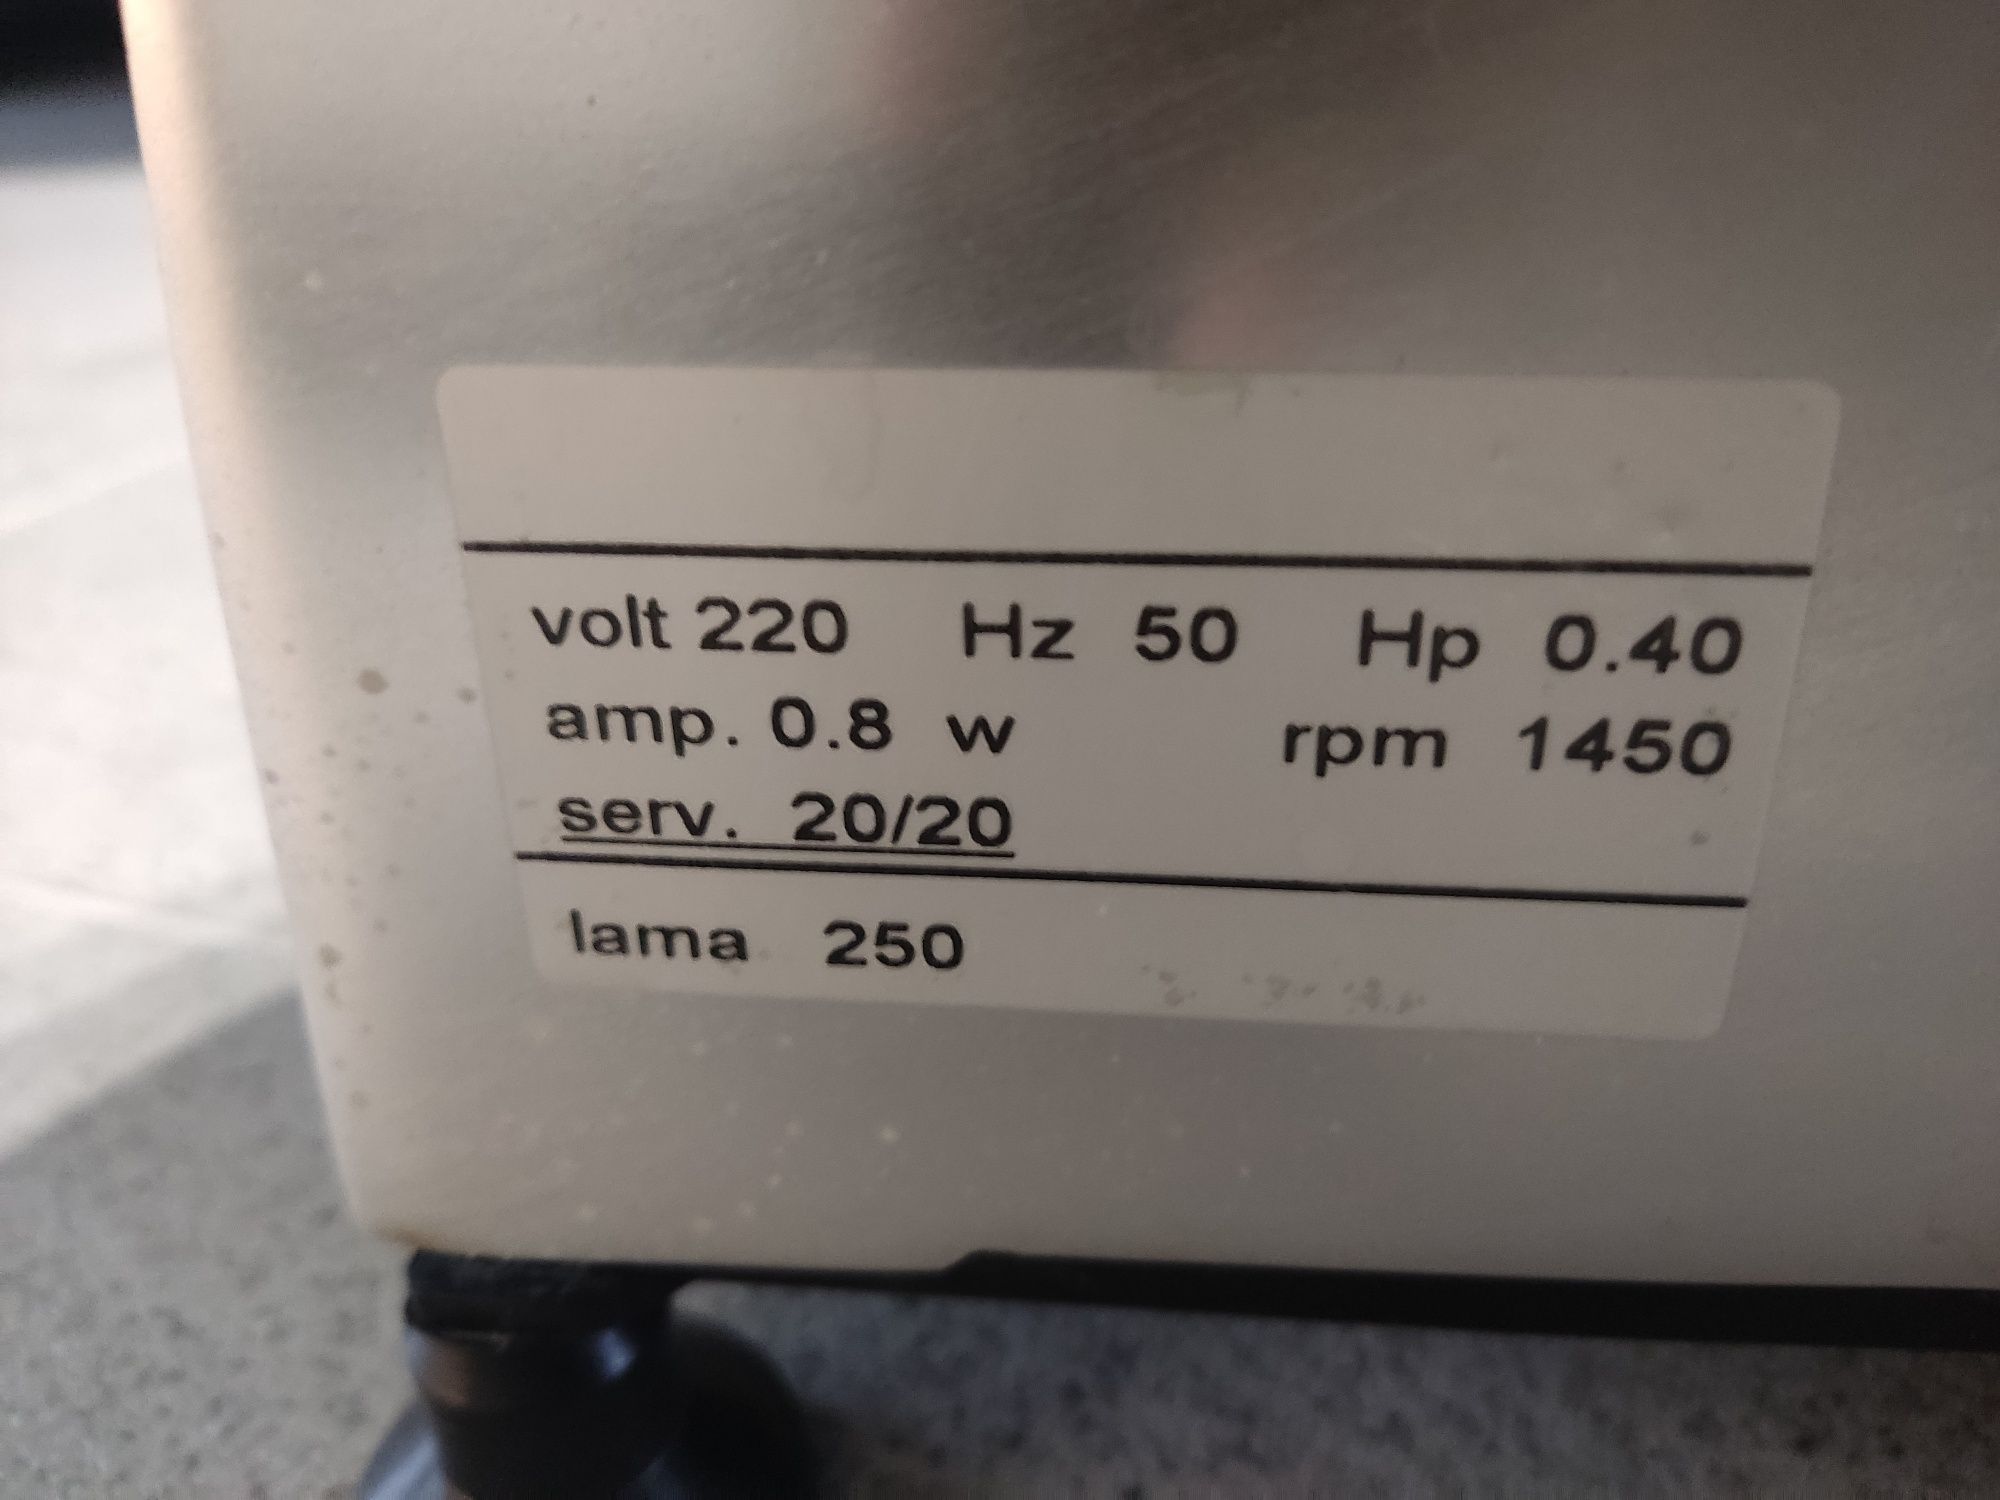 volt 220 Hz 50 Hp 0.40
amp. 0.8 w rpm 1450
serv. 20/20
lama 250